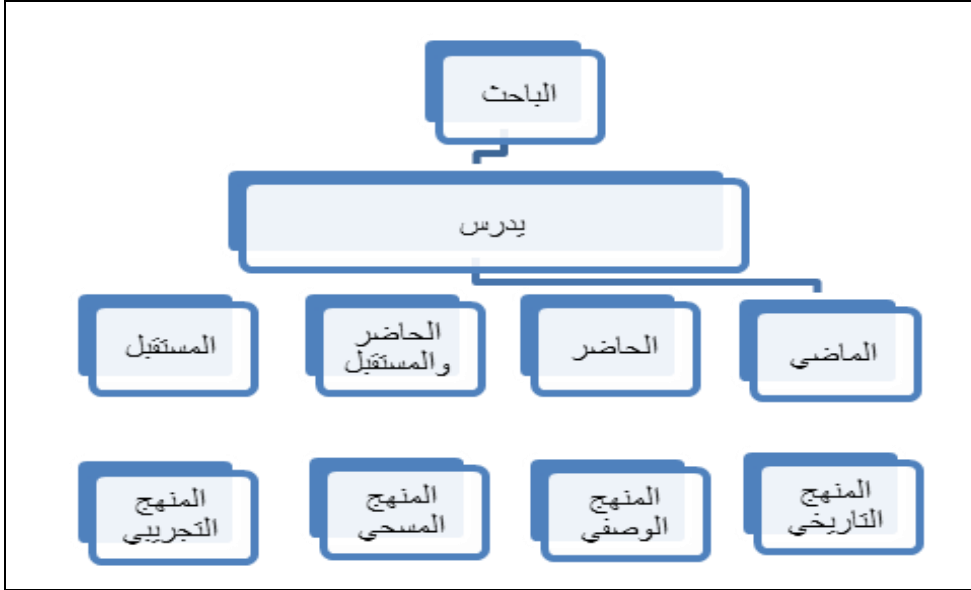 الباحث
يدرس
الماضي
الحاضر
الحاضر
والمستقبل
المستقبل
المنهج
التاريخي
المنهج
الوصفي
المنهج
المسحي
المنهج
التجريبي